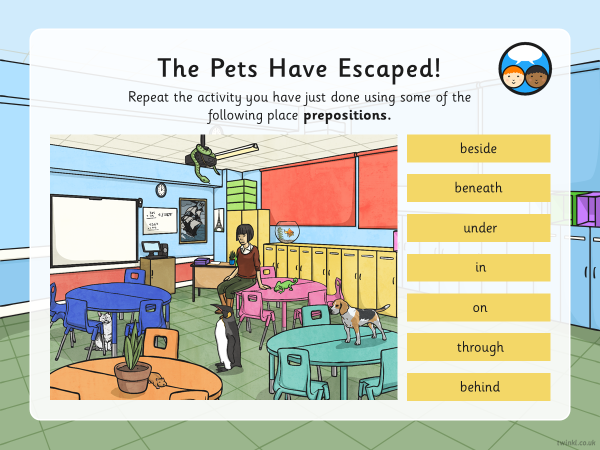 The Pets Have Escaped!
Repeat the activity you have just done using some of the
following place prepositions.
beside
beneath
under
in
on
through
behind
twinkl.co.uk